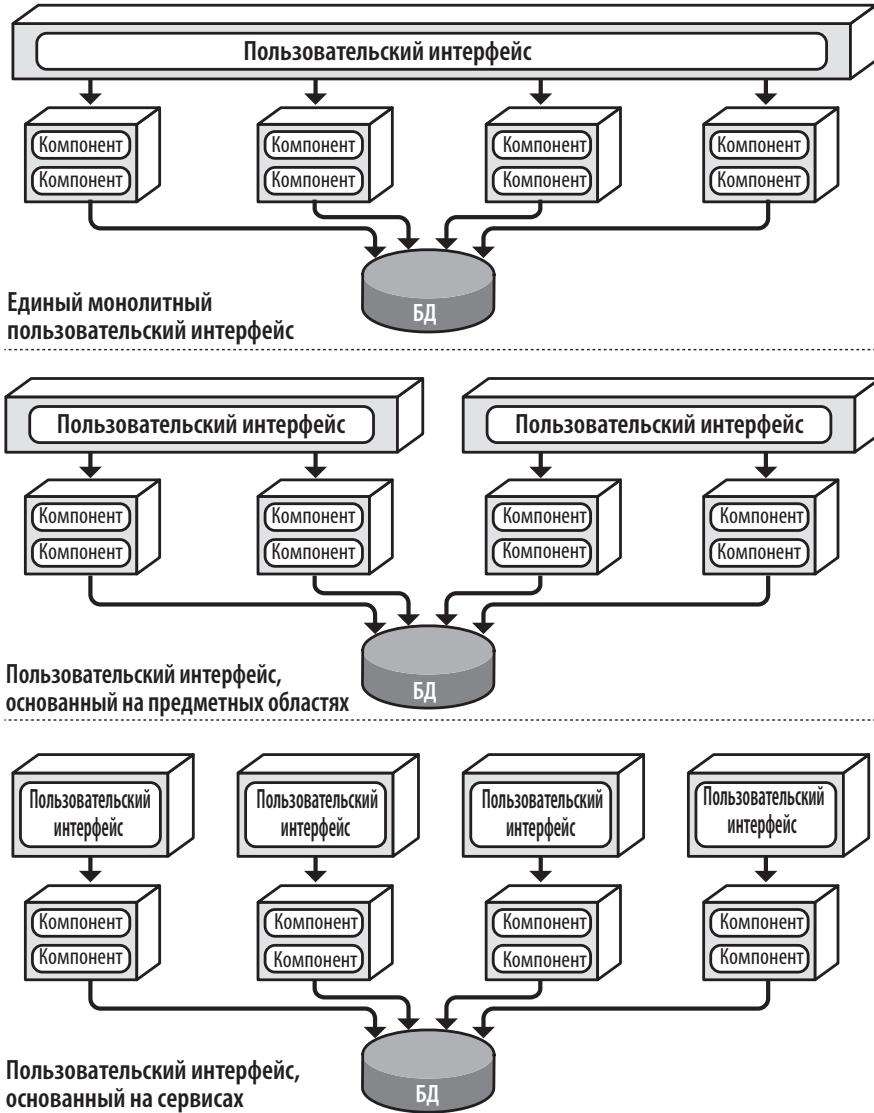 Пользовательский интерфейс
Компонент Компонент Компонент Компонент
Компонент Компонент Компонент Компонент
БД
Единый монолитный
пользовательский интерфейс
Пользовательский интерфейс Пользовательский интерфейс
Компонент Компонент Компонент Компонент
Компонент Компонент Компонент Компонент
БД
Пользовательский интерфейс,
основанный на предметных областях
Пользовательский Пользовательский Пользовательский Пользовательский
интерфейс интерфейс интерфейс интерфейс
Компонент Компонент Компонент Компонент
Компонент Компонент Компонент Компонент
БД
Пользовательский интерфейс,
основанный на сервисах